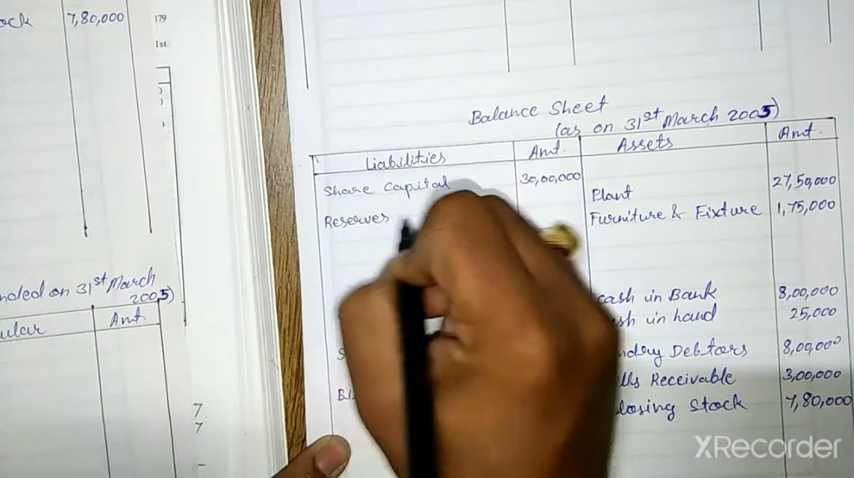 ock 7,80,000
179
1st
nded on 31st March
2005)
ular Amt
7
7
Balance Sheet
(as on 31st March 2005)
Liabilities Amt. Assets Amt.
Share Capital 30,00,000
Plant 27,50,000
Reserves Furniture & Fixture 1,75,000
cash in Bank 8,00,000
sh in hand 25,000
S ndry Debtors 8,00,000
lls Receivable 3,00,000
Bi losing Stock 7,80,000
XRecorder